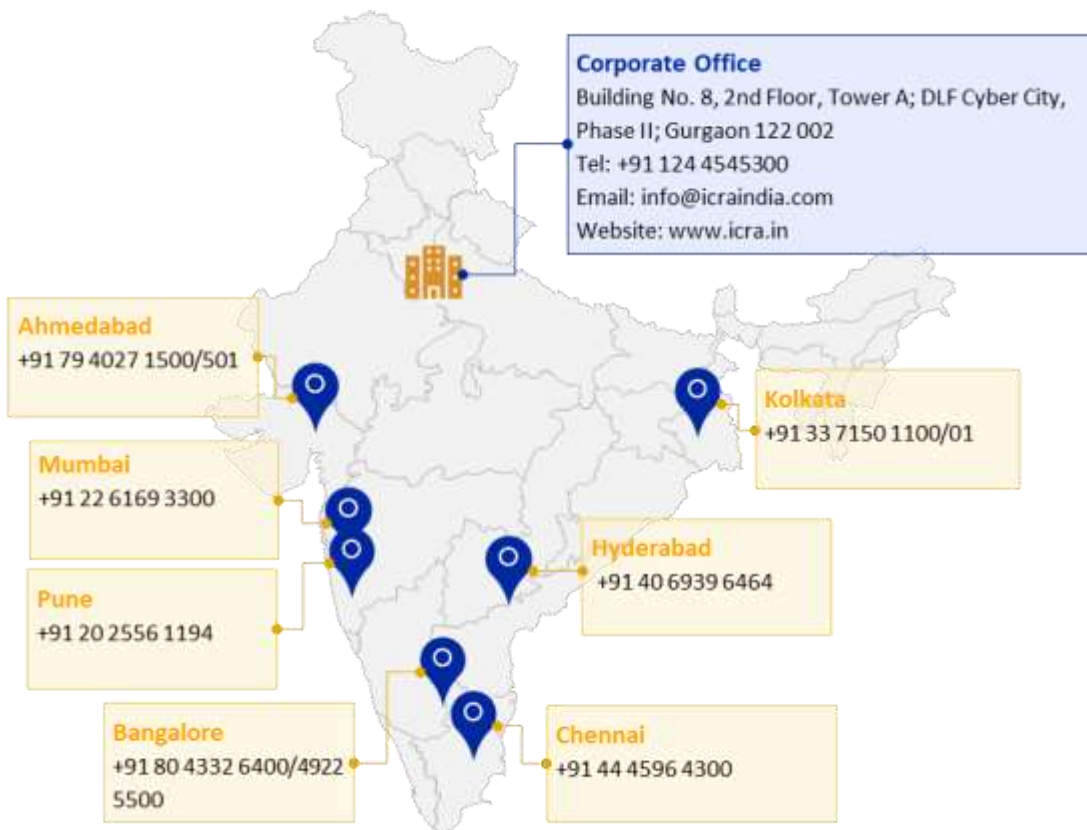 Corporate Office
Building No. 8, 2nd Floor, Tower A; DLF Cyber City,
Phase II; Gurgaon 122 002
Tel: +91 124 4545300
Email: info@icraindia.com
Website: www.icra.in
Ahmedabad
+91 79 4027 1500/501
Kolkata
+91 33 7150 1100/01
Mumbai
+91 22 6169 3300
Hyderabad
+91 40 6939 6464
Pune
+91 20 2556 1194
Bangalore
+91 80 4332 6400/4922
5500
Chennai
+91 44 4596 4300